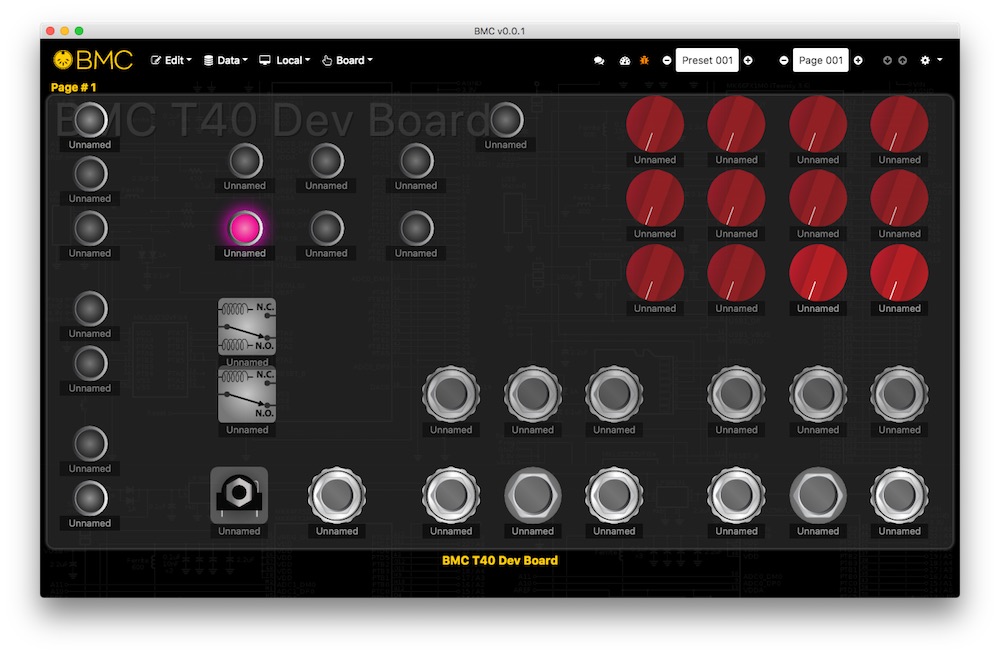 BMC v0.0.1
BMC Edit Data Local Board Preset 001 Page 001
Page # 1
BMC T40 Dev Board
Unnamed Unnamed
Unnamed Unnamed Unnamed Unnamed
Unnamed Unnamed Unnamed
Unnamed
Unnamed Unnamed Unnamed Unnamed
Unnamed Unnamed Unnamed Unnamed
Unnamed Unnamed Unnamed Unnamed
N.C.
Unnamed
N.O.
Unnamed
N.C.
Unnamed
N.O.
Unnamed Unnamed Unnamed Unnamed Unnamed Unnamed Unnamed
Unnamed
Unnamed
Unnamed Unnamed Unnamed Unnamed Unnamed Unnamed Unnamed Unnamed
BMC T40 Dev Board